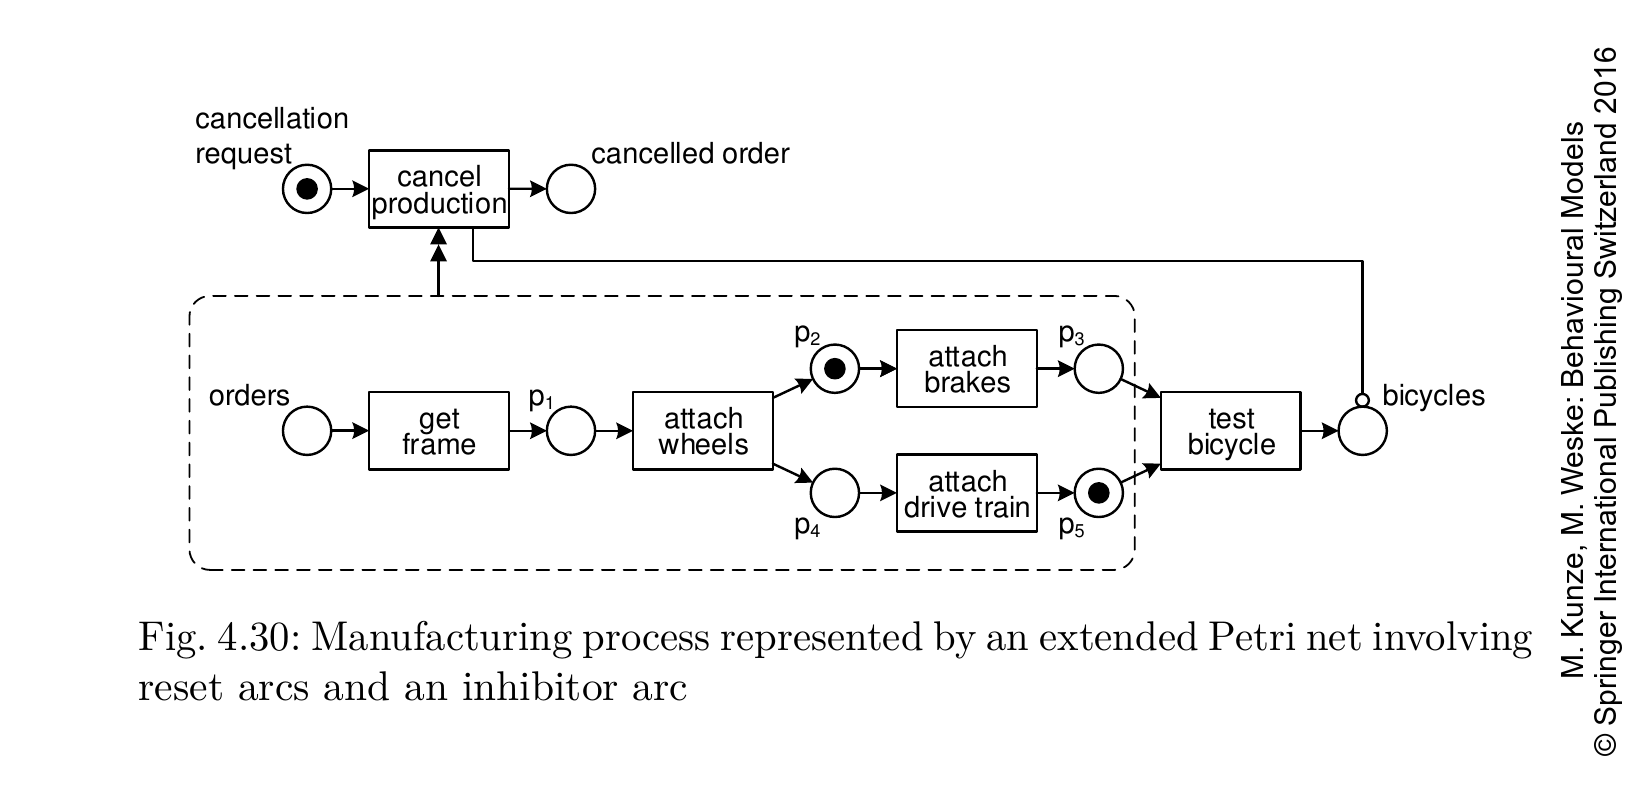 cancellation
request
cancel
production
cancelled order
orders
get
frame
p1
attach
wheels
p2
attach
brakes
p3
p4
attach
drive train
p5
test
bicycle
bicycles
Fig. 4.30: Manufacturing process represented by an extended Petri net involving
reset arcs and an inhibitor arc
M. Kunze, M. Weske: Behavioural Models
© Springer International Publishing Switzerland 2016